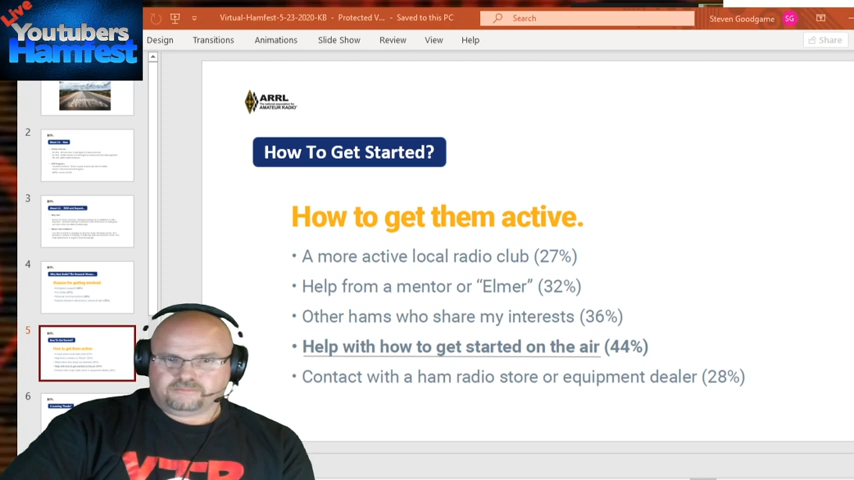 Live
Youtubers
Hamfest
Virtual-Hamfest-5-23-2020-KB - Protected V... - Saved to this PC
Search
Steven Goodgame
SG
Design Transitions Animations Slide Show Review View Help
Share
ARRL
AMATEUR RADIO
How To Get Started?
How to get them active.
• A more active local radio club (27%)
• Help from a mentor or “Elmer” (32%)
• Other hams who share my interests (36%)
• Help with how to get started on the air (44%)
• Contact with a ham radio store or equipment dealer (28%)
2
3
4
5
6
YTR